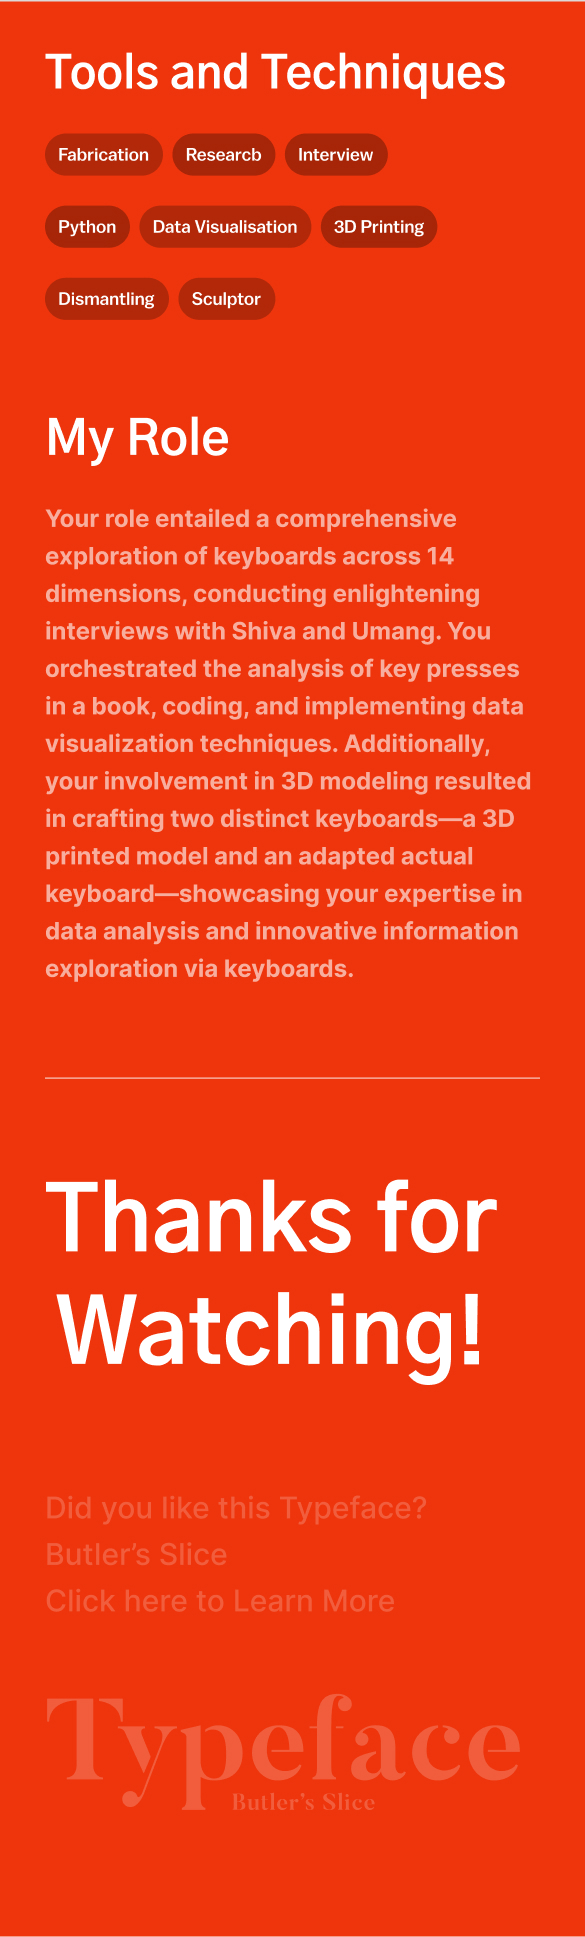 Tools and Techniques
Fabrication Researcb Interview
Python Data Visualisation 3D Printing
Dismantling Sculptor
My Role
Your role entailed a comprehensive
exploration of keyboards across 14
dimensions, conducting enlightening
interviews with Shiva and Umang. You
orchestrated the analysis of key presses
in a book, coding, and implementing data
visualization techniques. Additionally,
your involvement in 3D modeling resulted
in crafting two distinct keyboards—a 3D
printed model and an adapted actual
keyboard—showcasing your expertise in
data analysis and innovative information
exploration via keyboards.
Thanks for
Watching!
Did you like this Typeface?
Butler’s Slice
Click here to Learn More
Typeface
Butler’s Slice